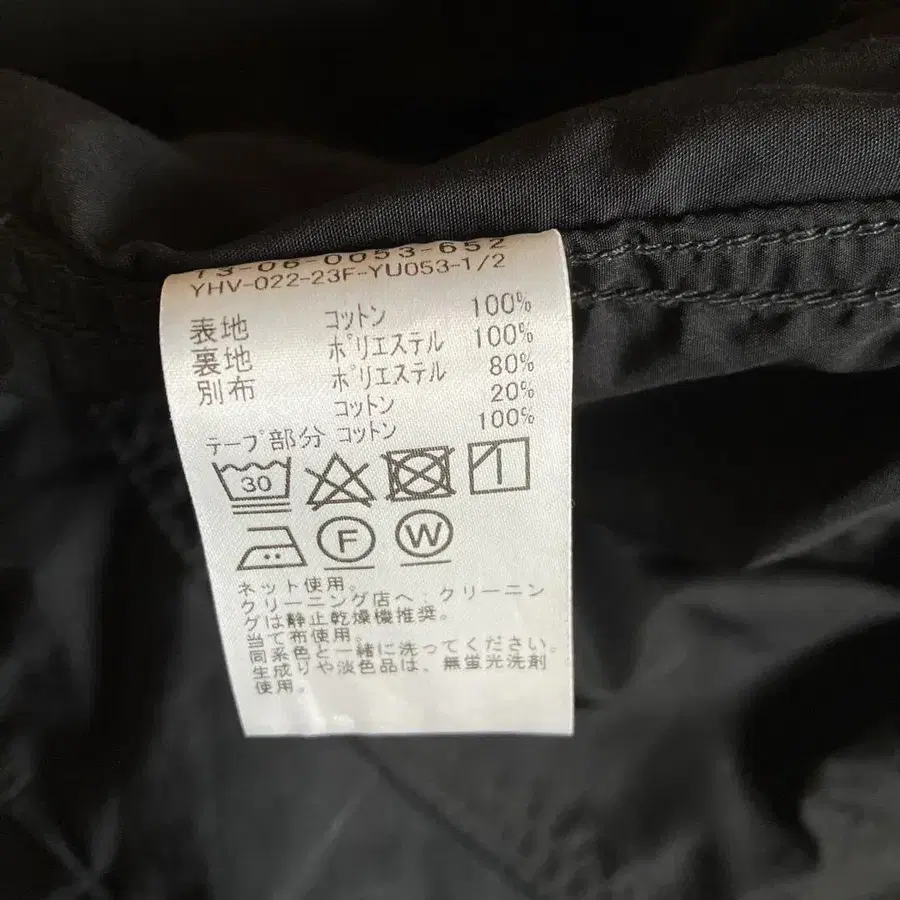 73-06 0053-652
YHV-022-23F-YU053-1/2
表地 コットン 100%
裏地 ポリエステル 100%
別布 ポリエステル 80%
コットン 20%
テープ部分 コットン 100%
30
F W
ネット使用。
クリーニング店へ:クリーニン
グは静止乾燥機推奨。
当て布使用。
同系色と一緒に洗ってください。
生成りや淡色品は、無蛍光洗剤
使用。